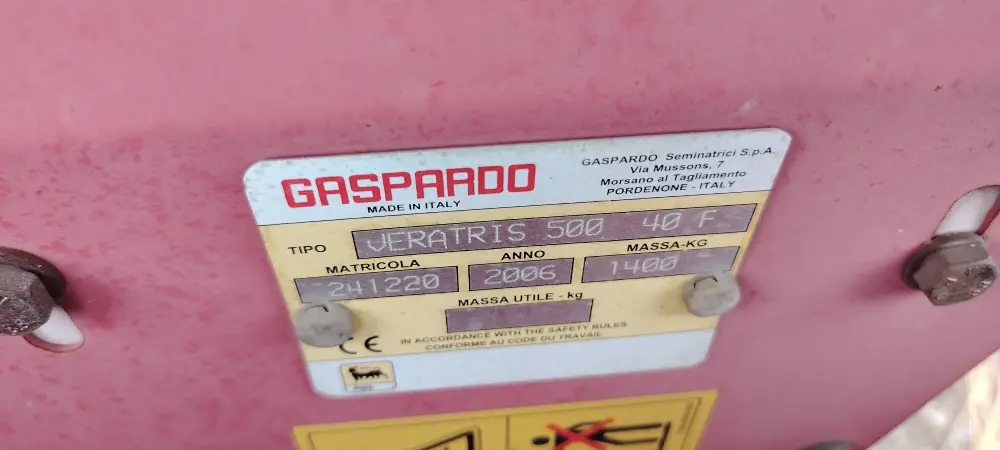 GASPARDO
MADE IN ITALY
GASPARDO Seminatrici S.p.A.
Via Mussons, 7
Morsano al Tagliamento
PORDENONE - ITALY
TIPO VERATRIS 500 40 F
MATRICOLA ANNO MASSA-KG
241220 2006 1400
MASSA UTILE - kg
CE IN ACCORDANCE WITH THE SAFETY RULES
CONFORME AU CODE DU TRAVAIL